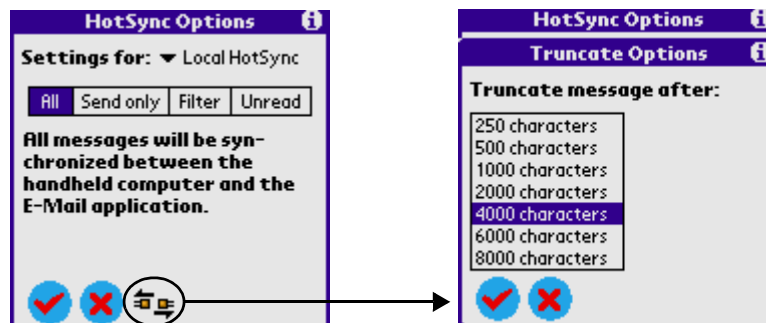 HotSync Options
Settings for: Local HotSync
All Send only Filter Unread
All messages will be syn-
chronized between the
handheld computer and the
E-Mail application.
HotSync Options
Truncate Options
Truncate message after:
250 characters
500 characters
1000 characters
2000 characters
4000 characters
6000 characters
8000 characters